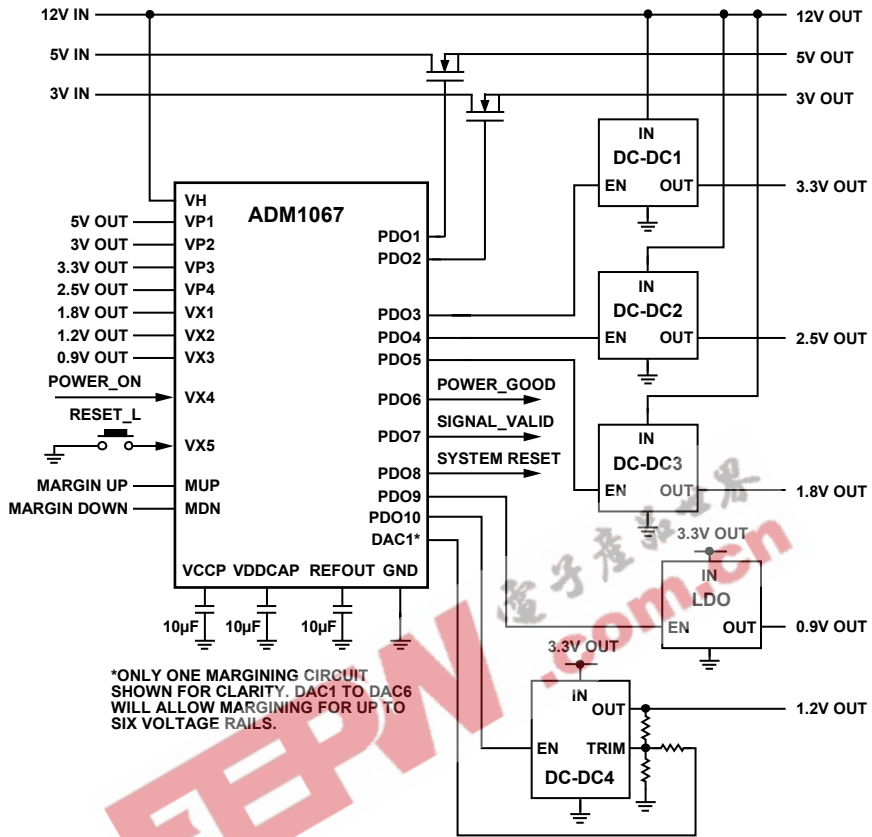 12V IN
12V OUT
5V IN
5V OUT
3V IN
3V OUT
IN
DC-DC1
EN OUT
3.3V OUT
ADM1067
VH
5V OUT VP1
3V OUT VP2
3.3V OUT VP3
2.5V OUT VP4
1.8V OUT VX1
1.2V OUT VX2
0.9V OUT VX3
POWER_ON
VX4
RESET_L
VX5
MARGIN UP MUP
MARGIN DOWN MDN
PDO1
PDO2
PDO3
PDO4
PDO5
PDO6
POWER_GOOD
PDO7
SIGNAL_VALID
PDO8
SYSTEM RESET
PDO9
PDO10
DAC1*
VCCP VDDCAP REFOUT GND
10µF 10µF 10µF
IN
DC-DC2
EN OUT
2.5V OUT
IN
DC-DC3
EN OUT
1.8V OUT
3.3V OUT
IN
LDO
EN OUT
0.9V OUT
3.3V OUT
IN
OUT
1.2V OUT
EN TRIM
DC-DC4
*ONLY ONE MARGINING CIRCUIT
SHOWN FOR CLARITY. DAC1 TO DAC6
WILL ALLOW MARGINING FOR UP TO
SIX VOLTAGE RAILS.
電子產品世界
EEPW
.com.cn